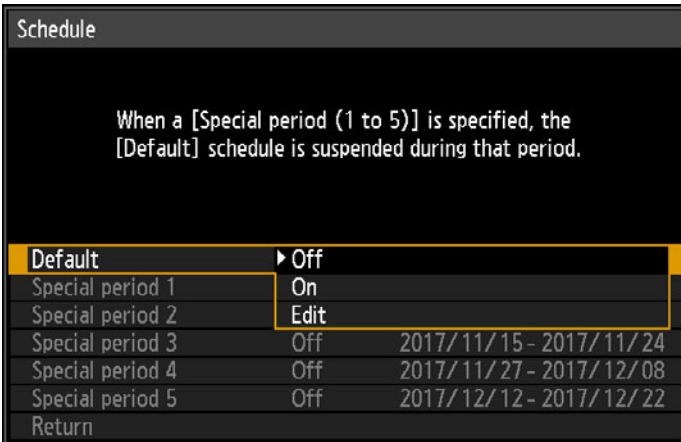 Schedule
When a [Special period (1 to 5)] is specified, the
[Default] schedule is suspended during that period.
Default Off
Special period 1 On
Special period 2 Edit
Special period 3 Off 2017/11/15-2017/11/24
Special period 4 Off 2017/11/27-2017/12/08
Special period 5 Off 2017/12/12-2017/12/22
Return